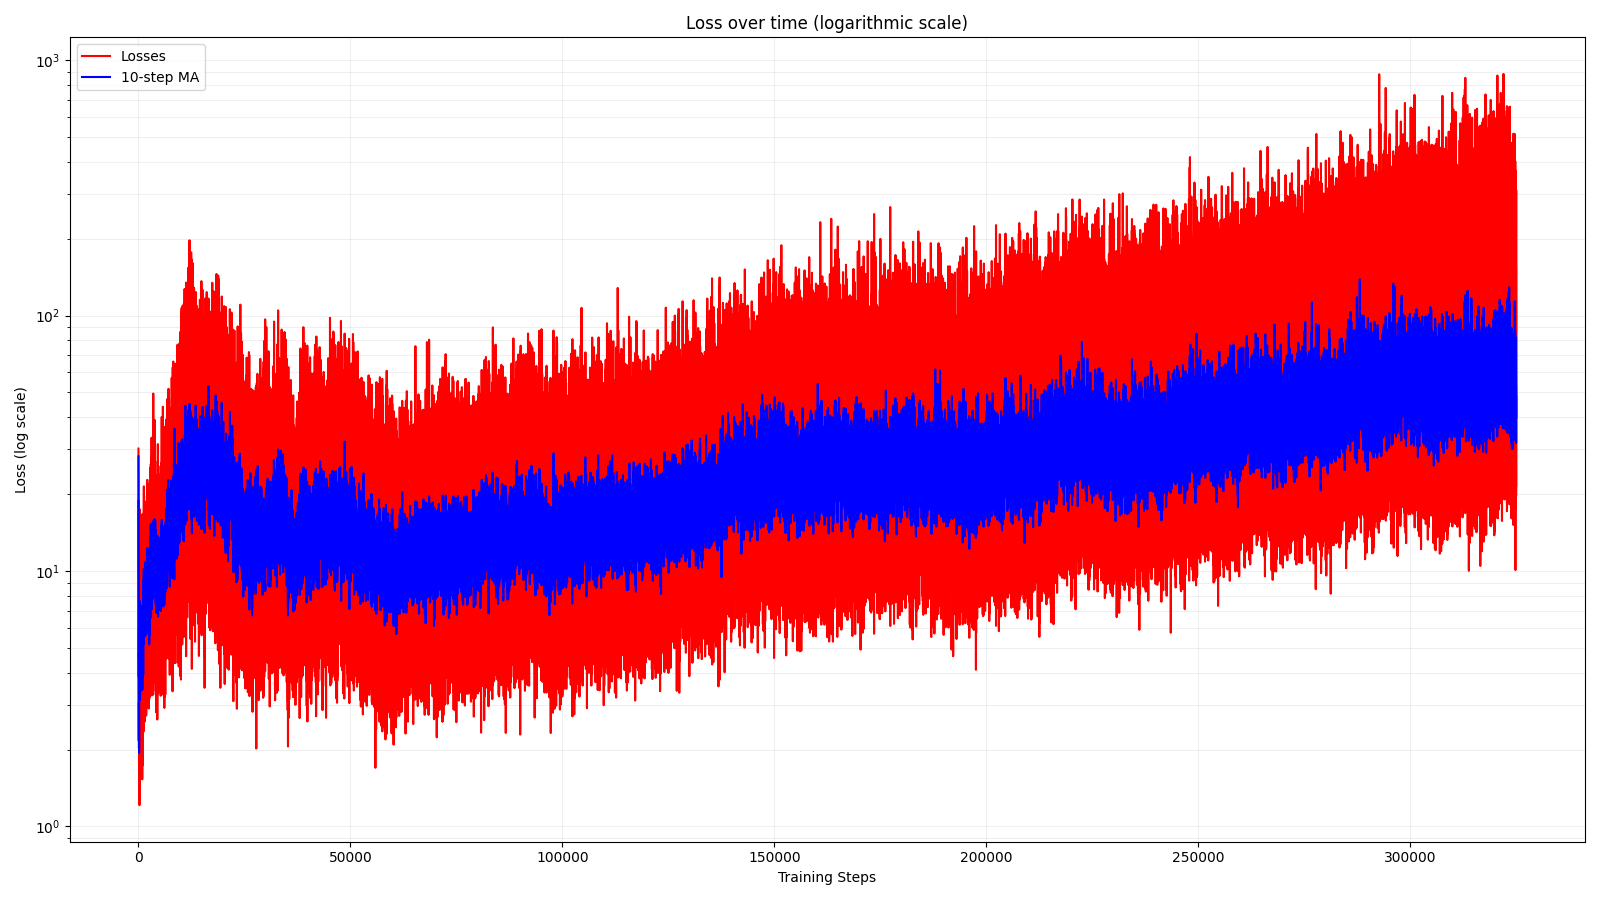 Loss over time (logarithmic scale)
Losses
10-step MA
Loss (log scale)
10³
10²
10¹
10⁰
0
50000
100000
150000
200000
250000
300000
Training Steps